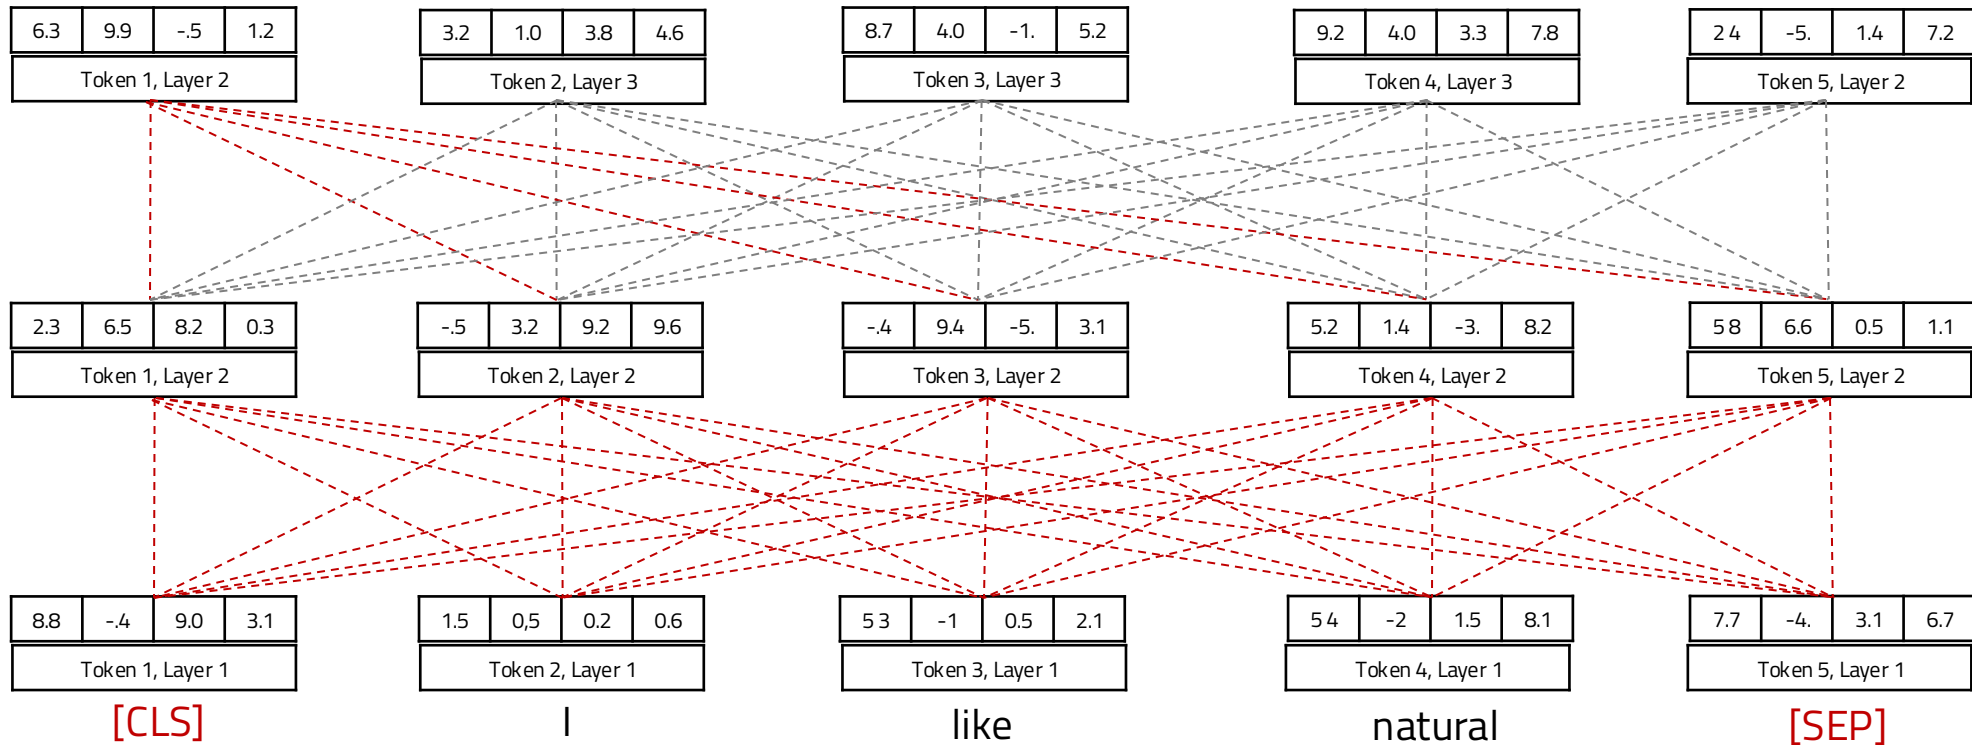 6.3 9.9 -.5 1.2 3.2 1.0 3.8 4.6 8.7 4.0 -1. 5.2 9.2 4.0 3.3 7.8 2 4 -5. 1.4 7.2
Token 1, Layer 2 Token 2, Layer 3 Token 3, Layer 3 Token 4, Layer 3 Token 5, Layer 2
2.3 6.5 8.2 0.3 -.5 3.2 9.2 9.6 -.4 9.4 -5. 3.1 5.2 1.4 -3. 8.2 5 8 6.6 0.5 1.1
Token 1, Layer 2 Token 2, Layer 2 Token 3, Layer 2 Token 4, Layer 2 Token 5, Layer 2
8.8 -.4 9.0 3.1 1.5 0,5 0.2 0.6 5 3 -1 0.5 2.1 5 4 -2 1.5 8.1 7.7 -4. 3.1 6.7
Token 1, Layer 1 Token 2, Layer 1 Token 3, Layer 1 Token 4, Layer 1 Token 5, Layer 1
[CLS] I like natural [SEP]